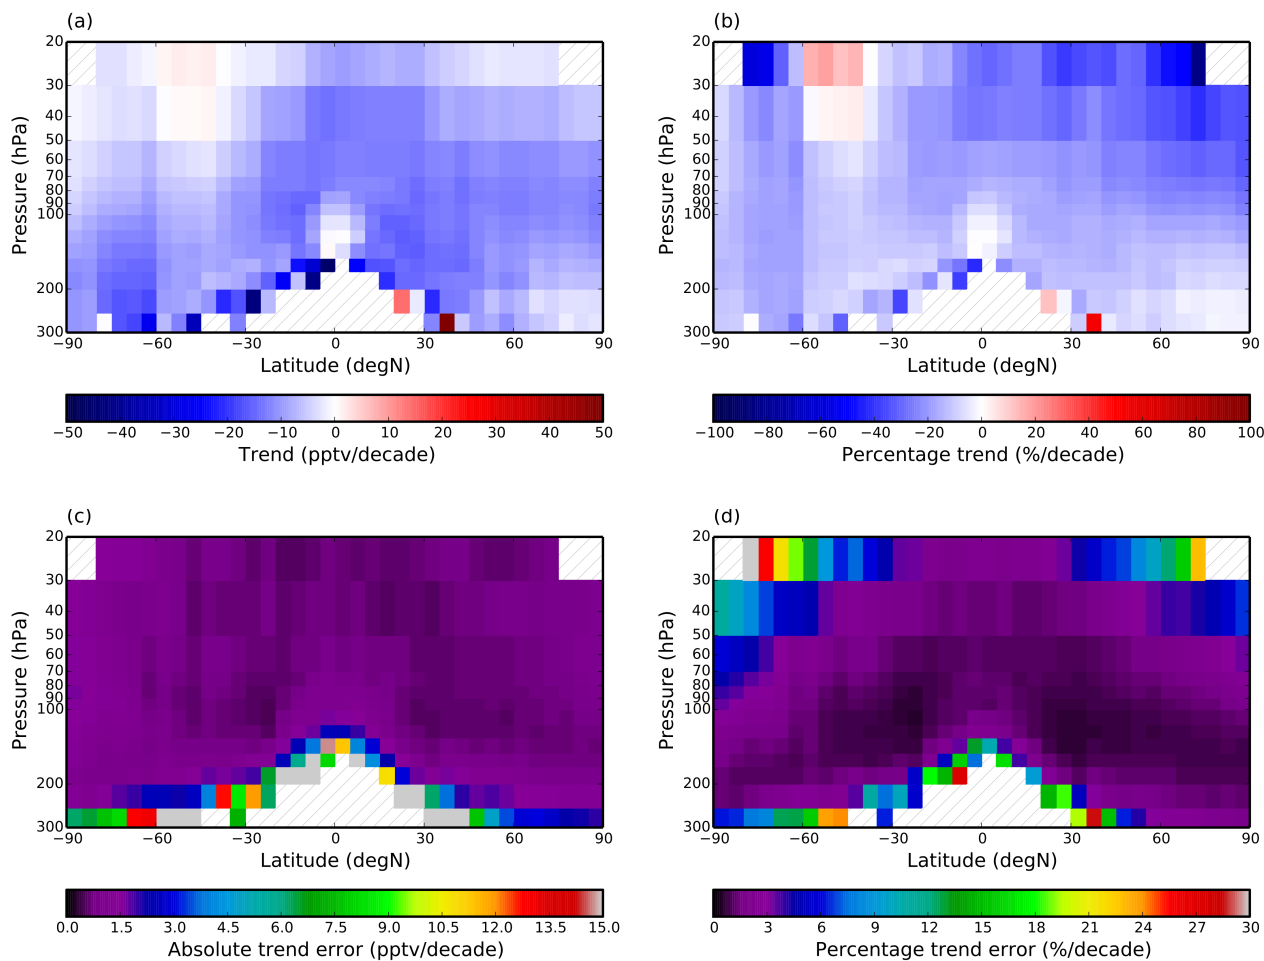 (a)
20
30
40
50
60
70
80
90
100
200
300
Pressure (hPa)
−90 −60 −30 0 30 60 90
Latitude (degN)
−50 −40 −30 −20 −10 0 10 20 30 40 50
Trend (pptv/decade)
(b)
20
30
40
50
60
70
80
90
100
200
300
Pressure (hPa)
−90 −60 −30 0 30 60 90
Latitude (degN)
−100 −80 −60 −40 −20 0 20 40 60 80 100
Percentage trend (%/decade)
(c)
20
30
40
50
60
70
80
90
100
200
300
Pressure (hPa)
−90 −60 −30 0 30 60 90
Latitude (degN)
0.0 1.5 3.0 4.5 6.0 7.5 9.0 10.5 12.0 13.5 15.0
Absolute trend error (pptv/decade)
(d)
20
30
40
50
60
70
80
90
100
200
300
Pressure (hPa)
−90 −60 −30 0 30 60 90
Latitude (degN)
0 3 6 9 12 15 18 21 24 27 30
Percentage trend error (%/decade)